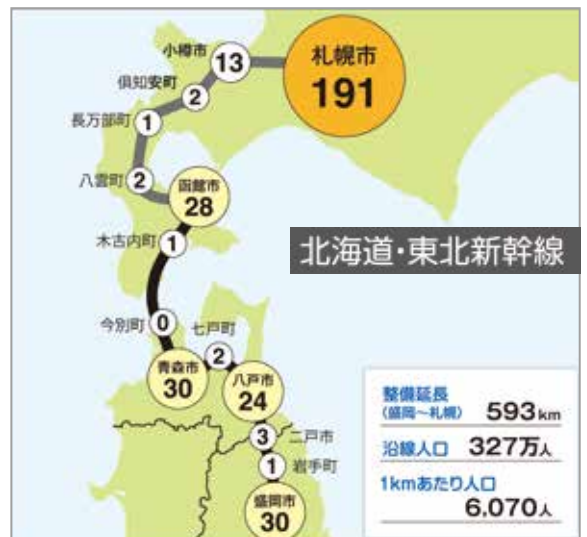 小樽市
13
札幌市
191
倶知安町
2
長万部町
1
八雲町
2
函館市
28
木古内町
1
北海道・東北新幹線
今別町
0
七戸町
2
青森市
30
八戸市
24
3
二戸市
1
岩手町
盛岡市
30
整備延長
(盛岡～札幌) 593km
沿線人口 327万人
1kmあたり人口
6.070人